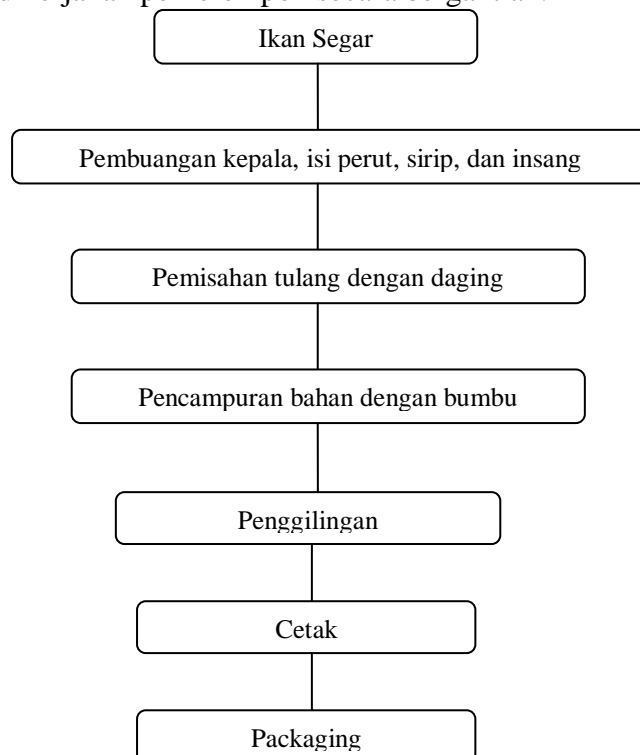 Ikan Segar
Pembuangan kepala, isi perut, sirip, dan insang
Pemisahan tulang dengan daging
Pencampuran bahan dengan bumbu
Penggilingan
Cetak
Packaging